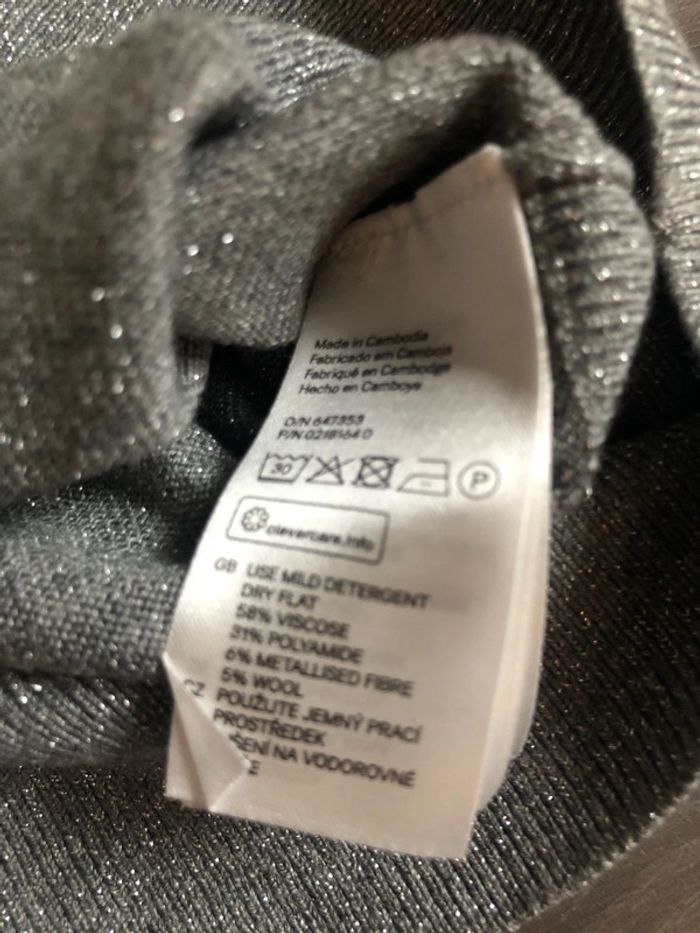 Made in Cambodia
Fabricado em Camboja
Fabriqué en Cambodge
Hecho en Camboya
O/N 647353
P/N 0218164 0
30
P
clevercare.info
GB USE MILD DETERGENT
DRY FLAT
58% VISCOSE
31% POLYAMIDE
6% METALLISED FIBRE
5% WOOL
CZ POUŽIJTE JEMNÝ PRACÍ
PROSTŘEDEK
NA VODOROVNÉ